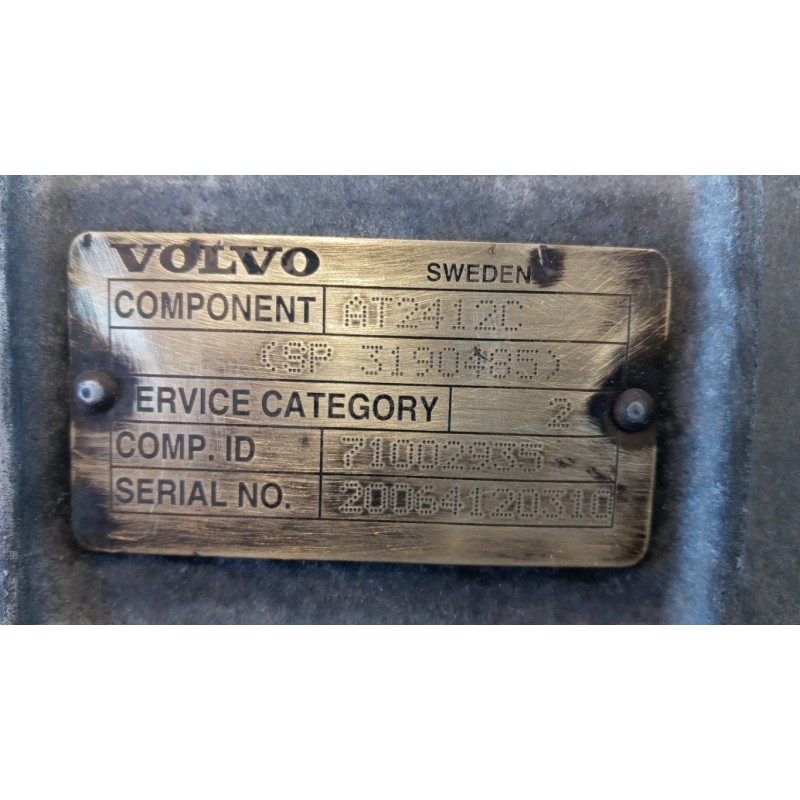 VOLVO SWEDEN
COMPONENT AT2412C
(SP 3190485)
ERVICE CATEGORY 2
COMP. ID 71002935
SERIAL NO. 20064120310